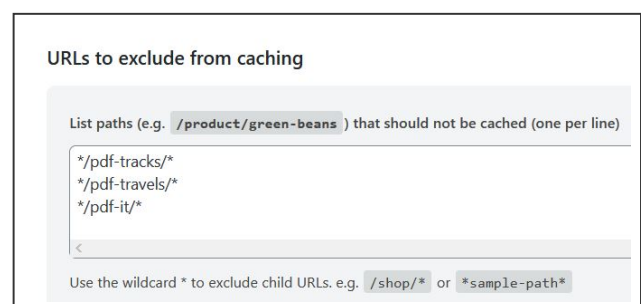 URLs to exclude from caching
List paths (e.g. /product/green-beans ) that should not be cached (one per line)
*/pdf-tracks/*
*/pdf-travels/*
*/pdf-it/*
Use the wildcard * to exclude child URLs. e.g. /shop/* or *sample-path*